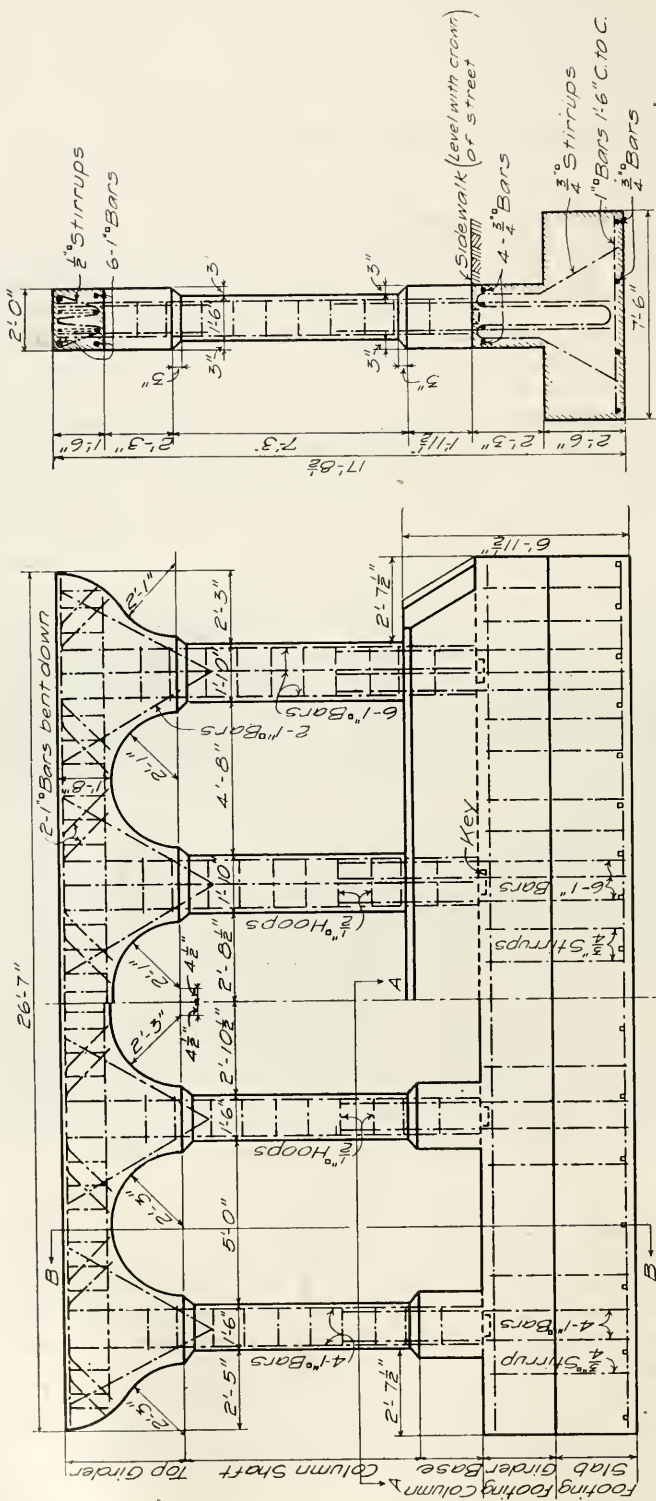 26'-7"
(2-1"□ Bars bent down
1'-8"
2'-1"
2'-1"
2'-1"
2'-3"
2'-3"
2'-3"
2'-3"
1'-10"
4'-8"
1'-10"
2'-8½"
2'-10½"
4½"
4½"
1'-6"
5'-0"
1'-6"
2'-5"
2'-1"□ Bars
6-1"□ Bars
(½"□ Hoops
(½"□ Hoops
(4-1"□ Bars
2'-7½"
2'-7½"
6'-11½"
Key
6-1" Bars
¾" Stirrups
4-1"□ Bars
¾" Stirrup
A
A
B
B
Top Girder
Column Shaft
Column Base
Footing Girder
Footing Slab
2'-0"
½"□ Stirrups
6-1"□ Bars
3"
3'
1'-6"
3"
3"
3"
Sidewalk (Level with crown of street
4-¾"□ Bars
¾" Stirrups
1"□ Bars 1'-6" C. to C.
¾"□ Bars
7'-6"
1'-6"
2'-3"
7'-3"
1'-11½"
2'-3"
2'-6"
17'-8½"